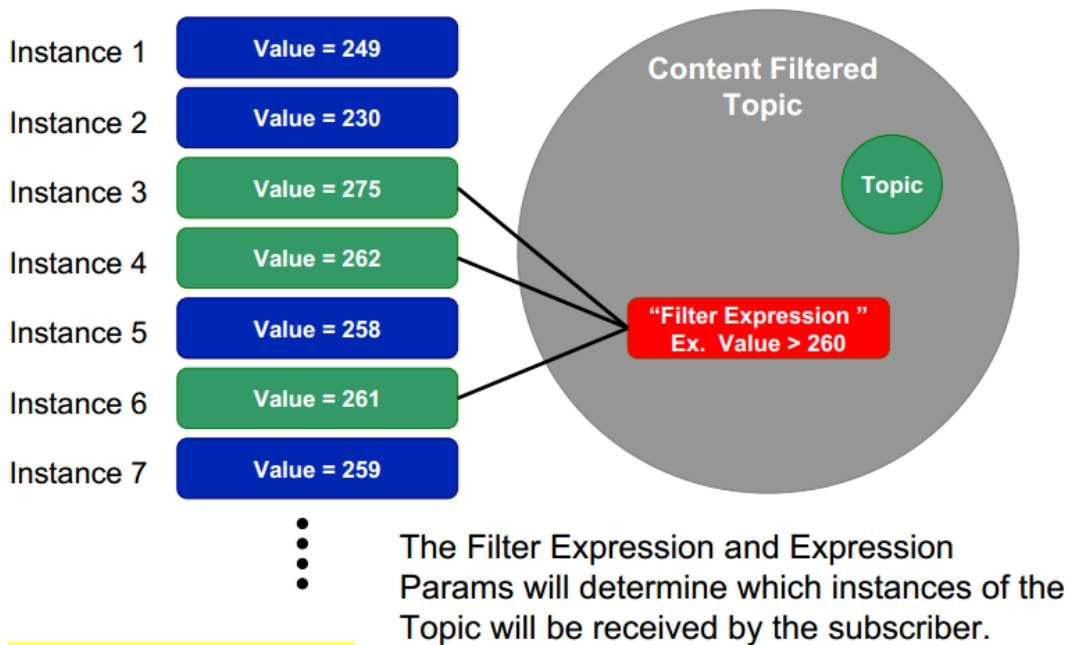 Instance 1
Value = 249
Instance 2
Value = 230
Instance 3
Value = 275
Instance 4
Value = 262
Instance 5
Value = 258
Instance 6
Value = 261
Instance 7
Value = 259
Content Filtered
Topic
Topic
“Filter Expression ”
Ex. Value > 260
The Filter Expression and Expression
Params will determine which instances of the
Topic will be received by the subscriber.